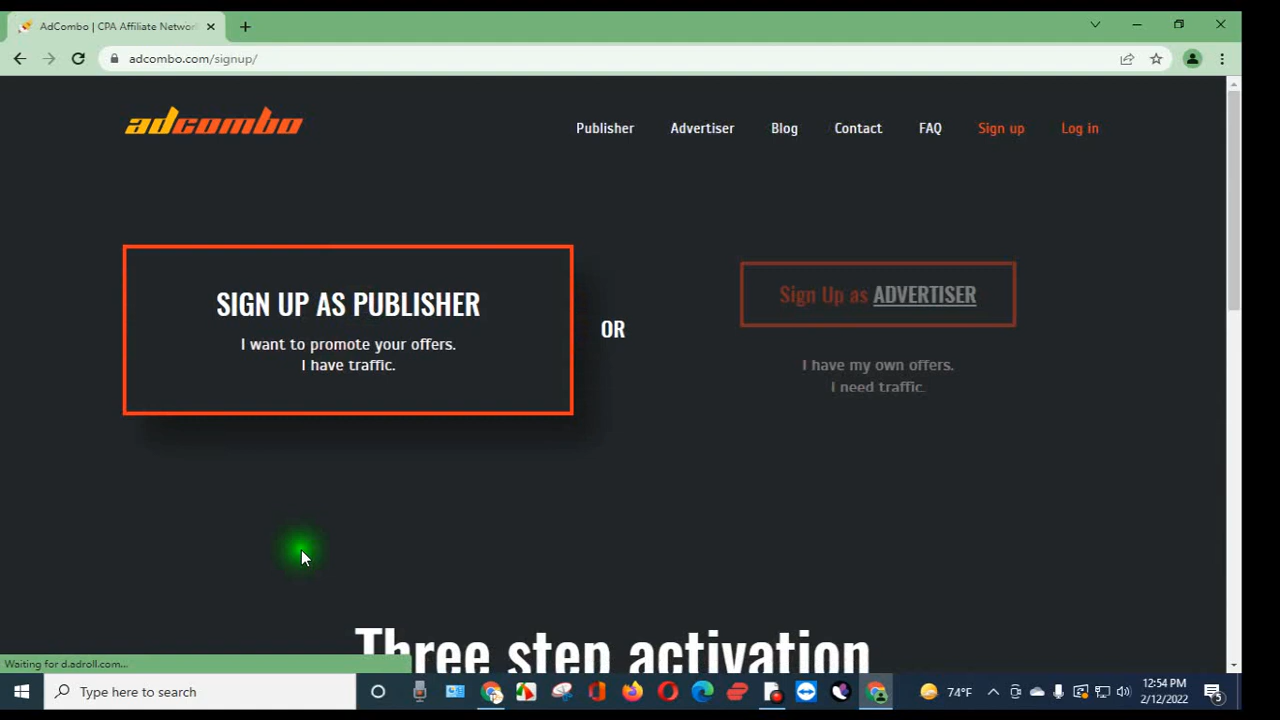 AdCombo | CPA Affiliate Networ
adcombo.com/signup/
adcombo
Publisher
Advertiser
Blog
Contact
FAQ
Sign up
Log in
SIGN UP AS PUBLISHER
I want to promote your offers.
I have traffic.
OR
Sign Up as ADVERTISER
I have my own offers.
I need traffic.
Three step activation
Waiting for d.adroll.com...
Type here to search
74°F
12:54 PM
2/12/2022
5